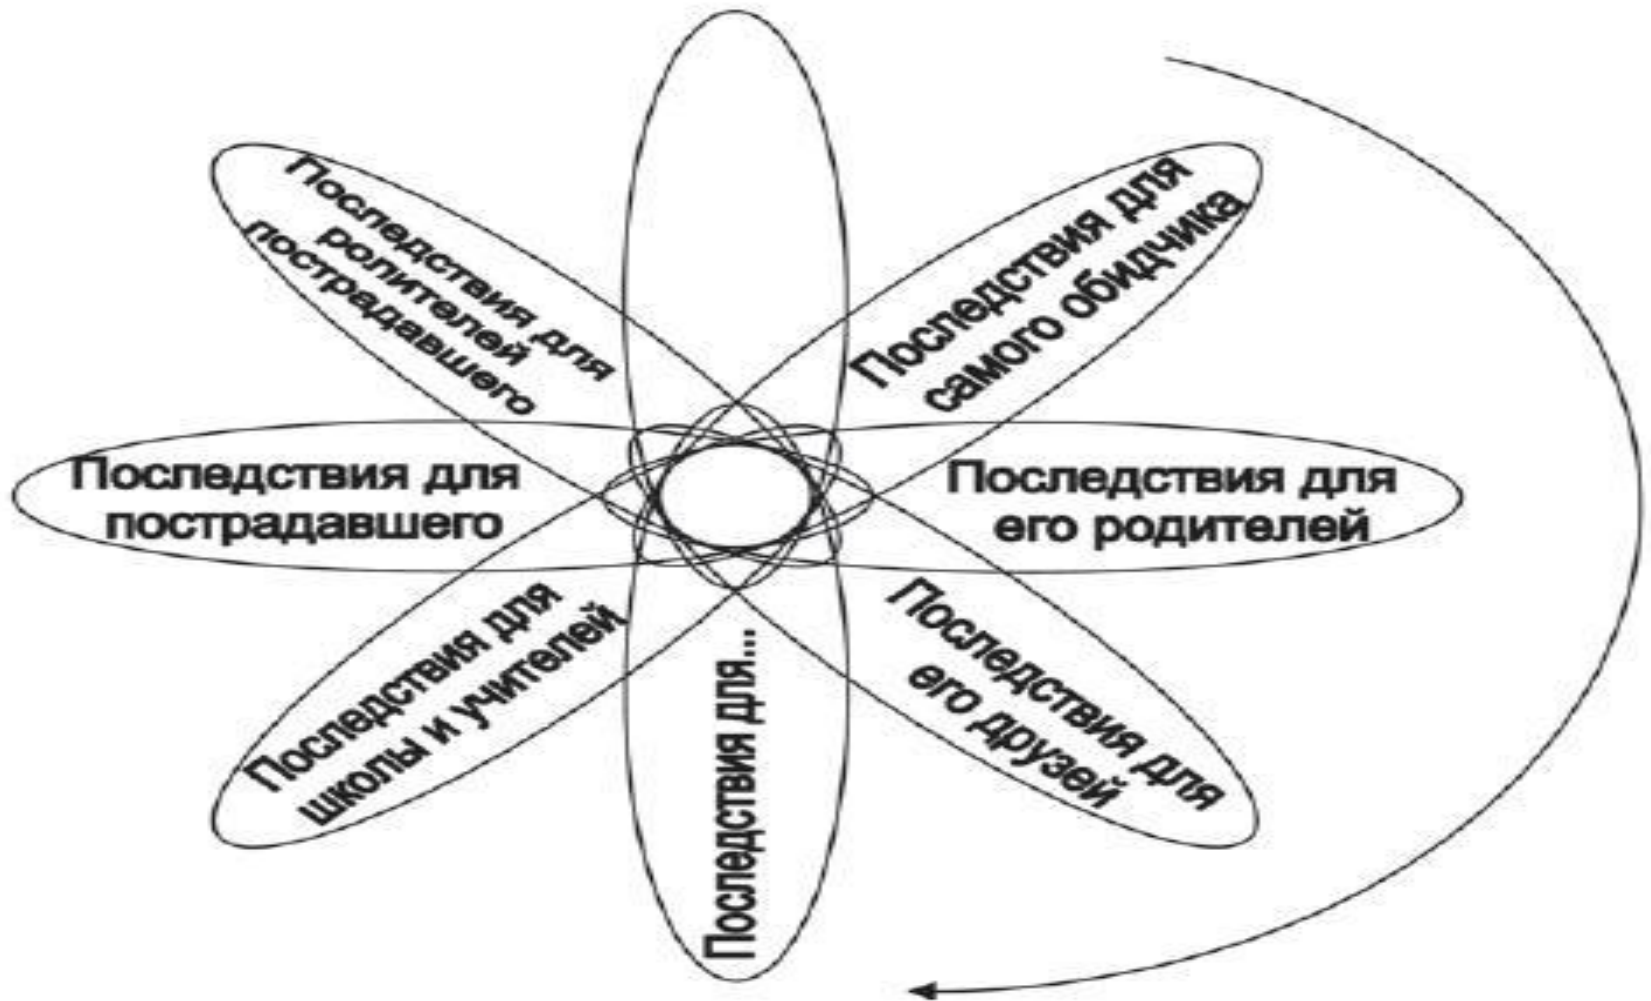 Последствия для
самого обидчика
Последствия для
его родителей
Последствия для
его друзей
Последствия для...
Последствия для
школы и учителей
Последствия для
пострадавшего
Последствия для
ролителей
пострадавшего